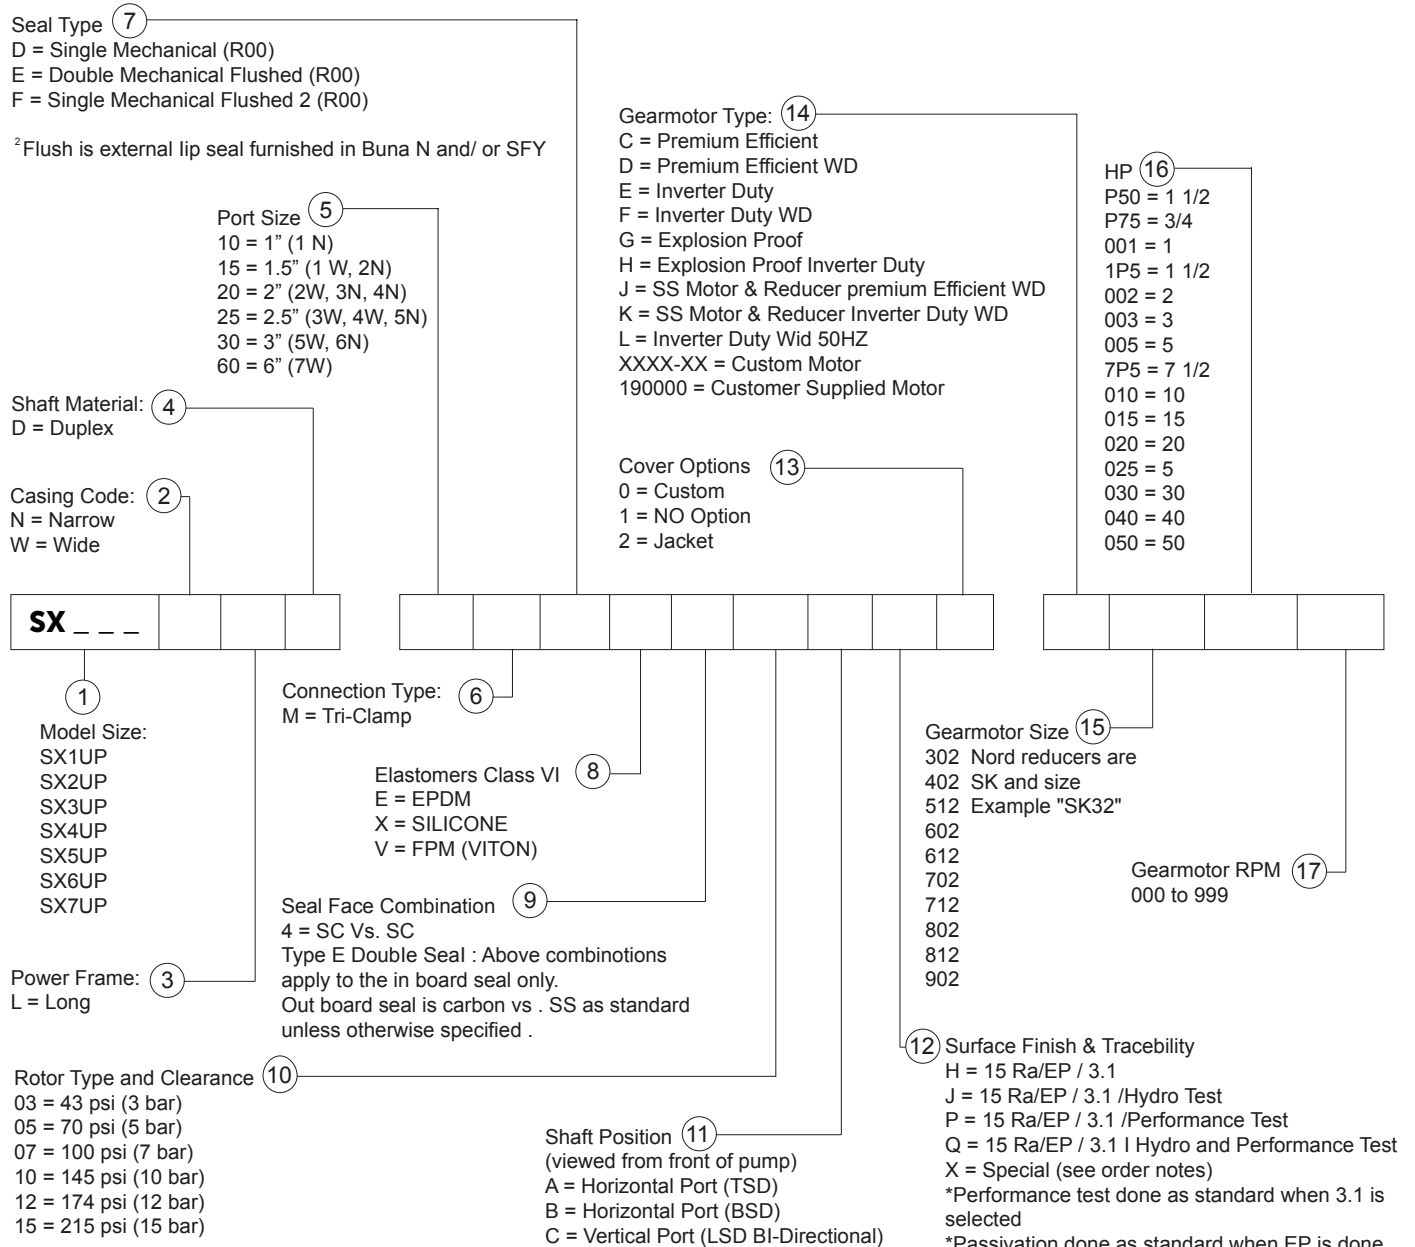 Seal Type 7
D = Single Mechanical (R00)
E = Double Mechanical Flushed (R00)
F = Single Mechanical Flushed 2 (R00)
2 Flush is external lip seal furnished in Buna N and/ or SFY
Port Size 5
10 = 1” (1 N)
15 = 1.5” (1 W, 2N)
20 = 2” (2W, 3N, 4N)
25 = 2.5” (3W, 4W, 5N)
30 = 3” (5W, 6N)
60 = 6” (7W)
Gearmotor Type: 14
C = Premium Efficient
D = Premium Efficient WD
E = Inverter Duty
F = Inverter Duty WD
G = Explosion Proof
H = Explosion Proof Inverter Duty
J = SS Motor & Reducer premium Efficient WD
K = SS Motor & Reducer Inverter Duty WD
L = Inverter Duty Wid 50HZ
XXXX-XX = Custom Motor
190000 = Customer Supplied Motor
HP 16
P50 = 1 1/2
P75 = 3/4
001 = 1
1P5 = 1 1/2
002 = 2
003 = 3
005 = 5
7P5 = 7 1/2
010 = 10
015 = 15
020 = 20
025 = 5
030 = 30
040 = 40
050 = 50
Shaft Material: 4
D = Duplex
Casing Code: 2
N = Narrow
W = Wide
Cover Options 13
0 = Custom
1 = NO Option
2 = Jacket
SX _ _ _
1
Model Size:
SX1UP
SX2UP
SX3UP
SX4UP
SX5UP
SX6UP
SX7UP
Power Frame: 3
L = Long
Connection Type: 6
M = Tri-Clamp
Elastomers Class VI 8
E = EPDM
X = SILICONE
V = FPM (VITON)
Seal Face Combination 9
4 = SC Vs. SC
Type E Double Seal : Above combinotions
apply to the in board seal only.
Out board seal is carbon vs . SS as standard
unless otherwise specified .
Gearmotor Size 15
302 Nord reducers are
402 SK and size
512 Example "SK32"
602
612
702
712
802
812
902
Gearmotor RPM 17
000 to 999
Rotor Type and Clearance 10
03 = 43 psi (3 bar)
05 = 70 psi (5 bar)
07 = 100 psi (7 bar)
10 = 145 psi (10 bar)
12 = 174 psi (12 bar)
15 = 215 psi (15 bar)
Shaft Position 11
(viewed from front of pump)
A = Horizontal Port (TSD)
B = Horizontal Port (BSD)
C = Vertical Port (LSD BI-Directional)
12 Surface Finish & Tracebility
H = 15 Ra/EP / 3.1
J = 15 Ra/EP / 3.1 /Hydro Test
P = 15 Ra/EP / 3.1 /Performance Test
Q = 15 Ra/EP / 3.1 I Hydro and Performance Test
X = Special (see order notes)
*Performance test done as standard when 3.1 is
selected
*Passivation done as standard when EP is done